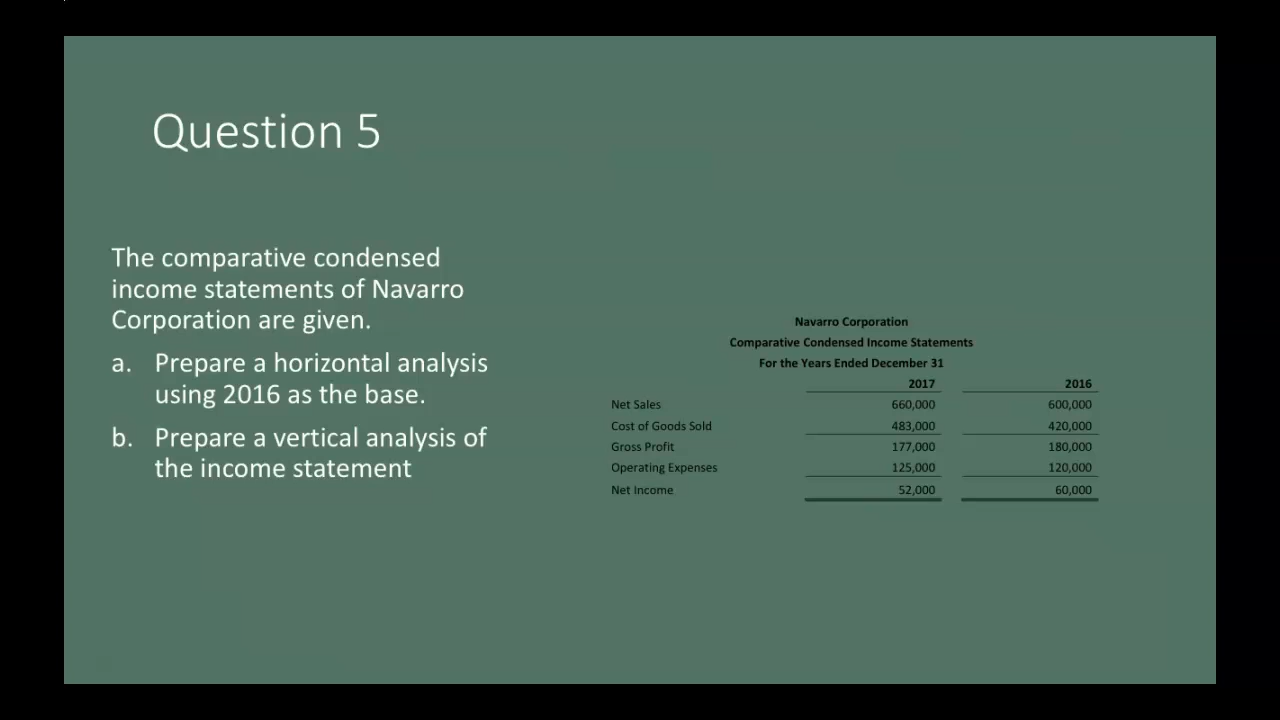 Question 5
The comparative condensed
income statements of Navarro
Corporation are given.
a. Prepare a horizontal analysis
using 2016 as the base.
b. Prepare a vertical analysis of
the income statement
Navarro Corporation
Comparative Condensed Income Statements
For the Years Ended December 31
2017 2016
Net Sales 660,000 600,000
Cost of Goods Sold 483,000 420,000
Gross Profit 177,000 180,000
Operating Expenses 125,000 120,000
Net Income 52,000 60,000